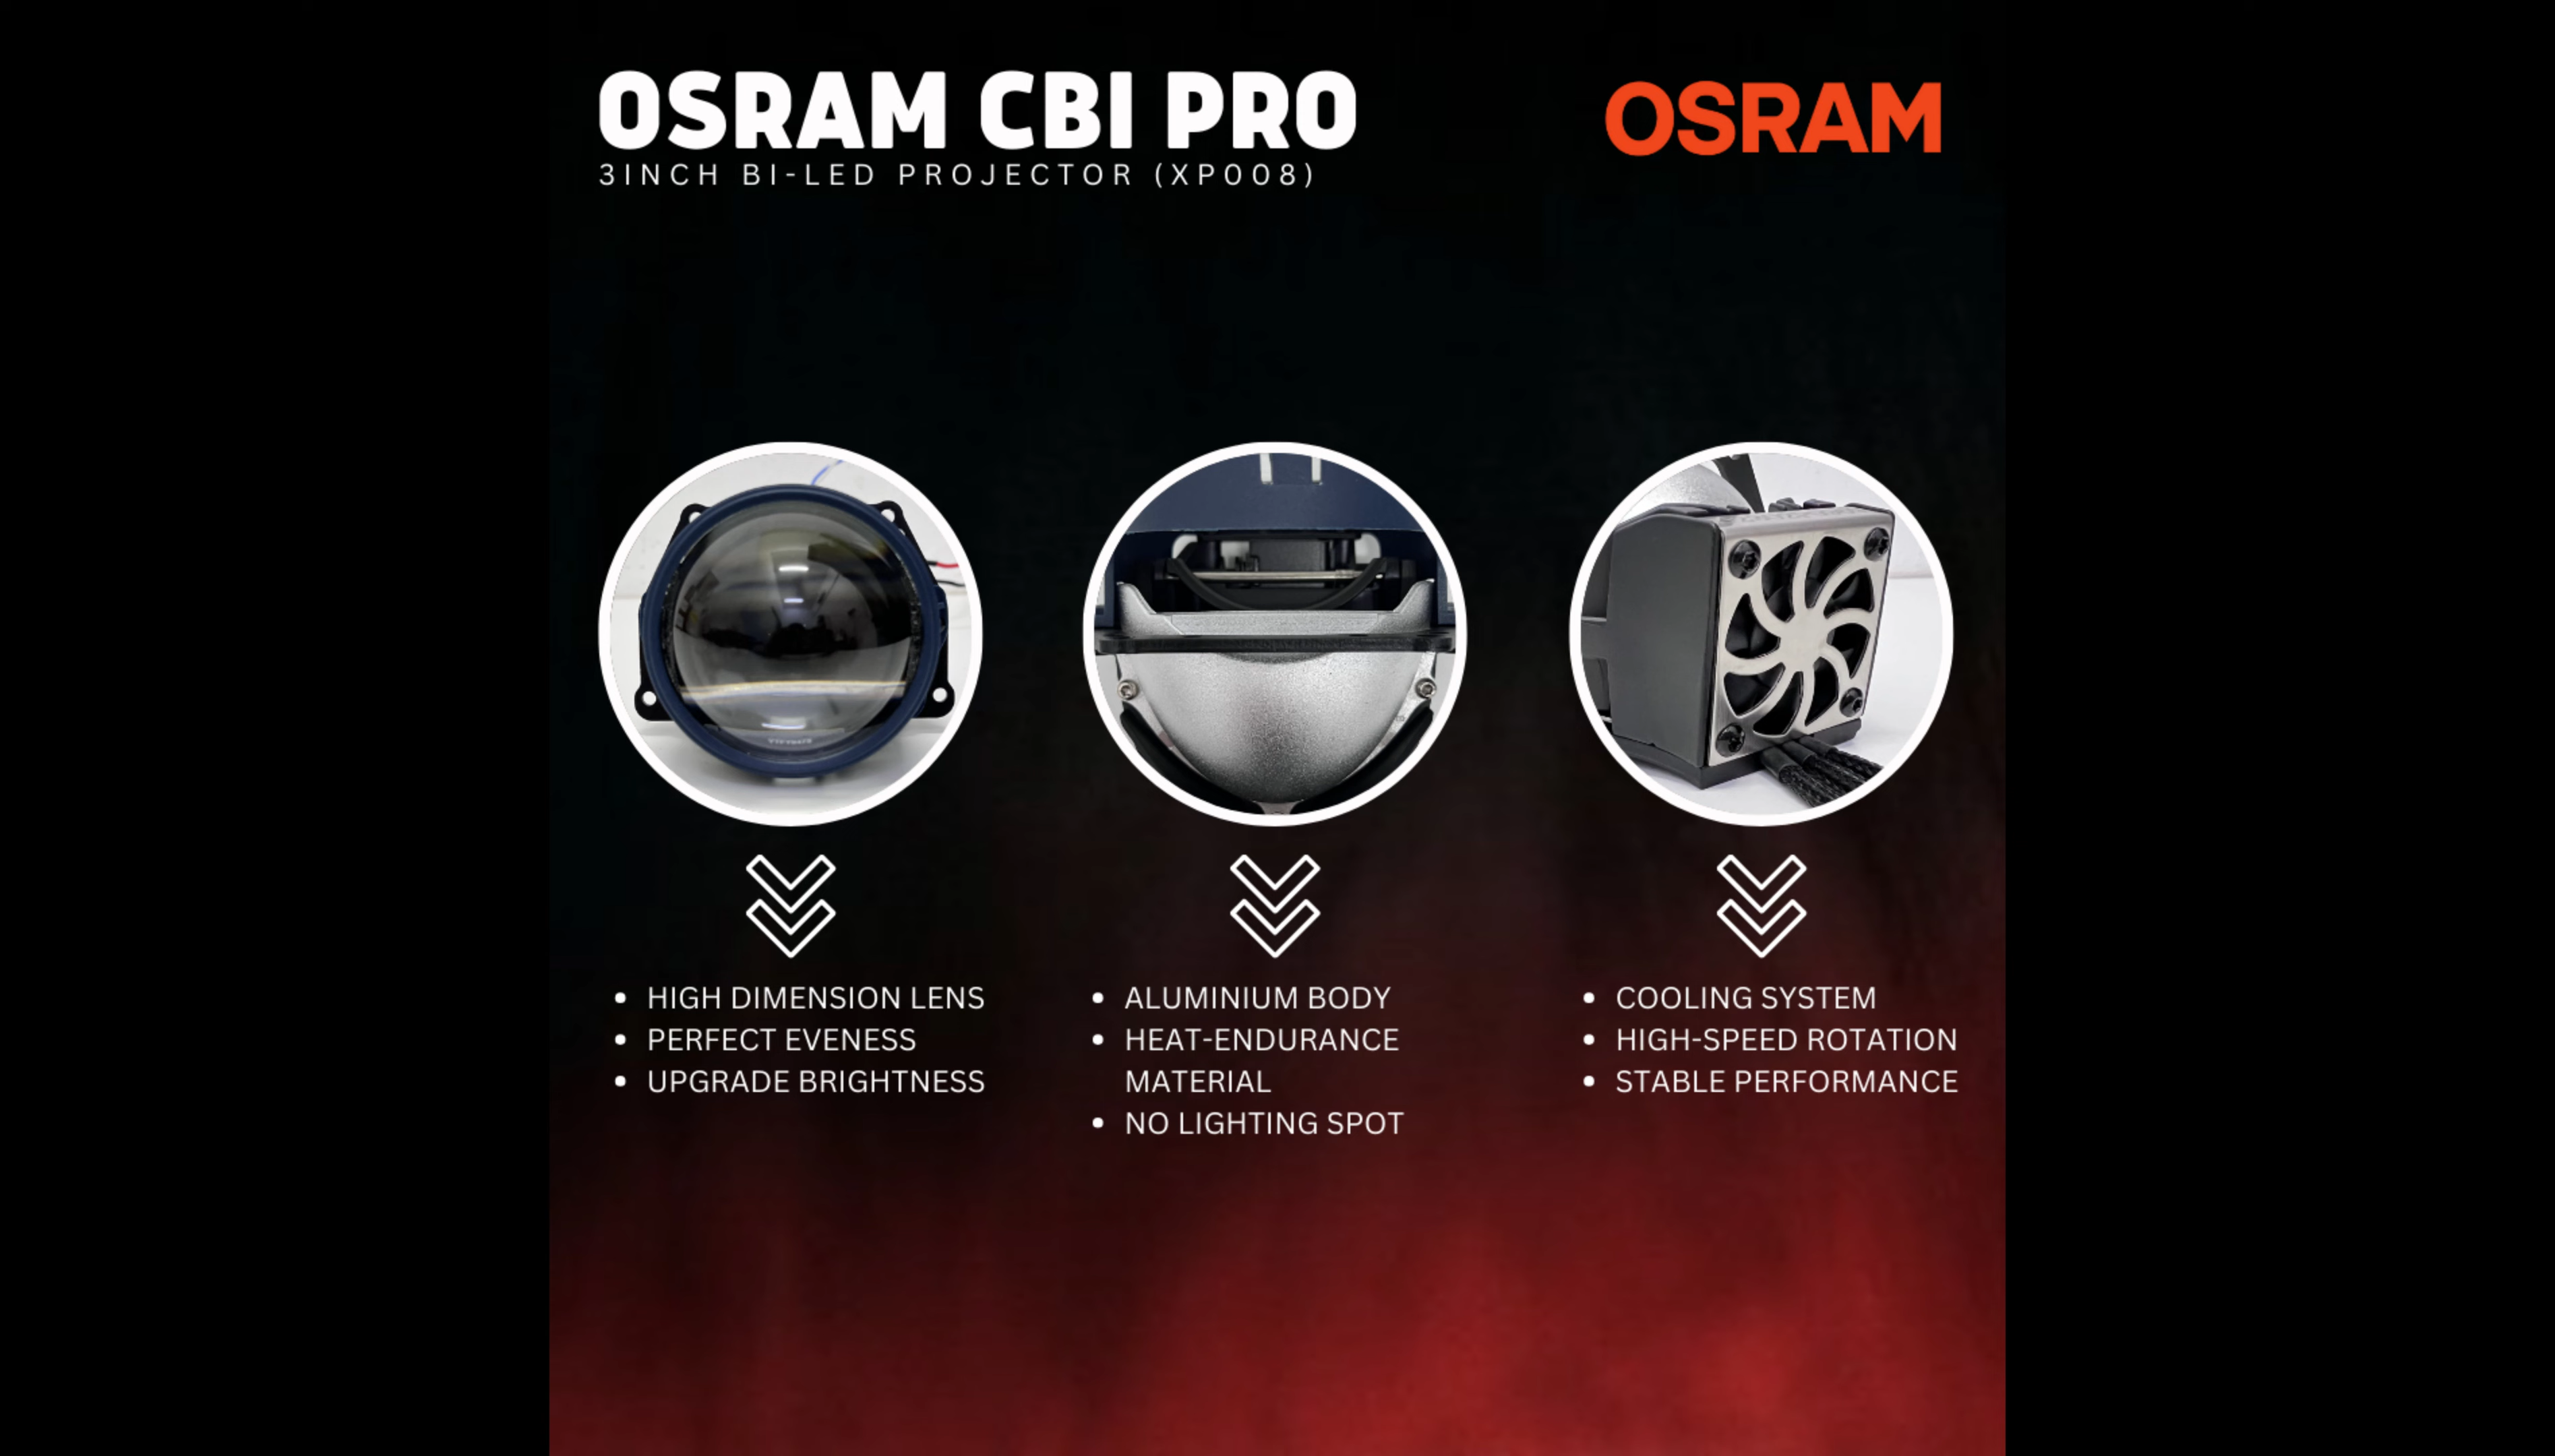 OSRAM CBI PRO
3INCH BI-LED PROJECTOR (XP008)
OSRAM
• HIGH DIMENSION LENS
• PERFECT EVENESS
• UPGRADE BRIGHTNESS
• ALUMINIUM BODY
• HEAT-ENDURANCE
MATERIAL
• NO LIGHTING SPOT
• COOLING SYSTEM
• HIGH-SPEED ROTATION
• STABLE PERFORMANCE